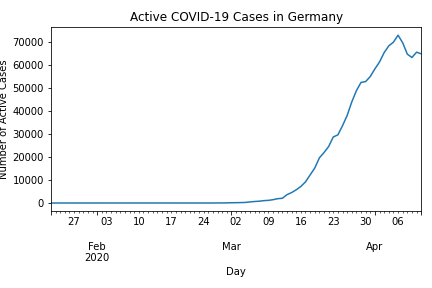 Active COVID-19 Cases in Germany
Number of Active Cases
70000
60000
50000
40000
30000
20000
10000
0
27 03 10 17 24 02 09 16 23 30 06
Feb Mar Apr
2020
Day